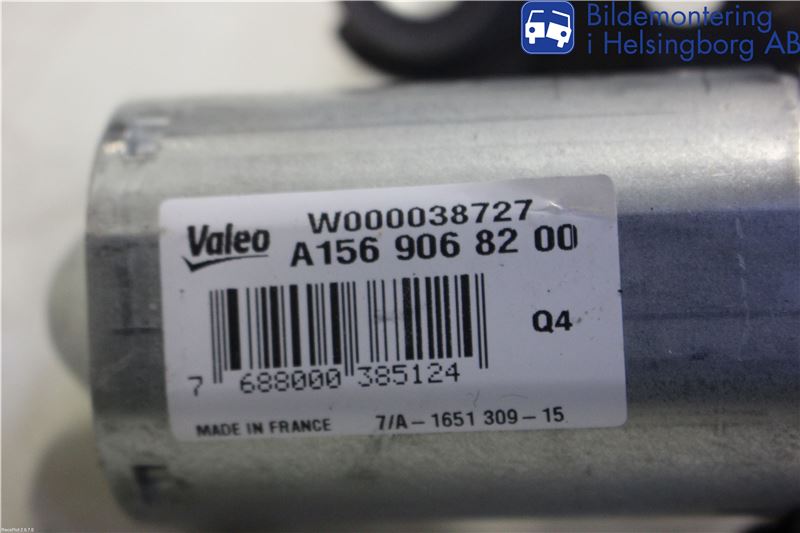 Bildemontering
i Helsingborg AB
Valeo
W000038727
A156 906 82 00
Q4
7 688000 385124
MADE IN FRANCE 7/A-1651 309-15